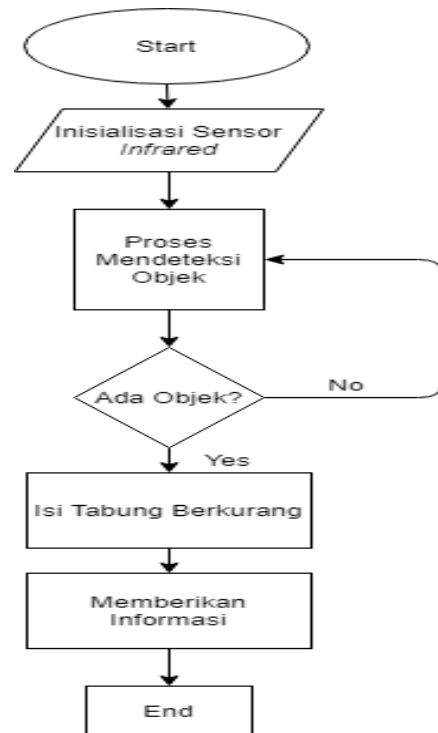 Start
Inisialisasi Sensor
Infrared
Proses
Mendeteksi
Objek
Ada Objek?
No
Yes
Isi Tabung Berkurang
Memberikan
Informasi
End